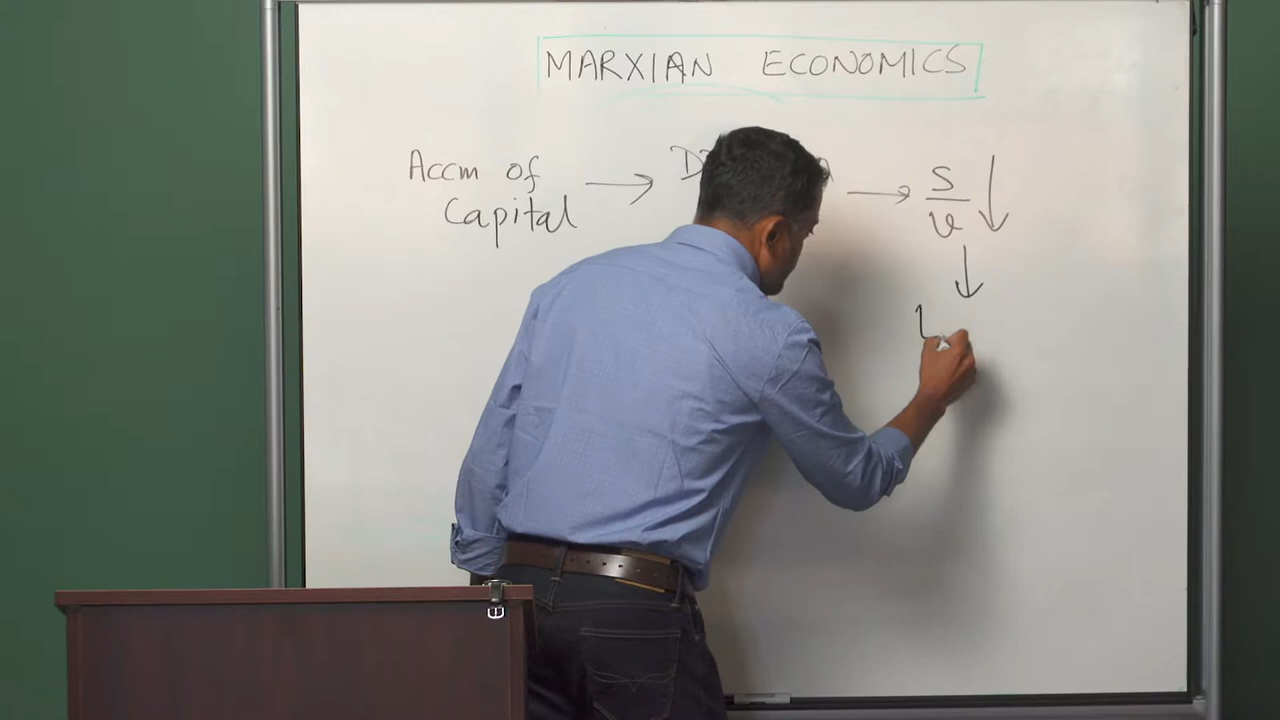 MARXIAN ECONOMICS
Accm of
Capital
→
→
S
v
↓
↓